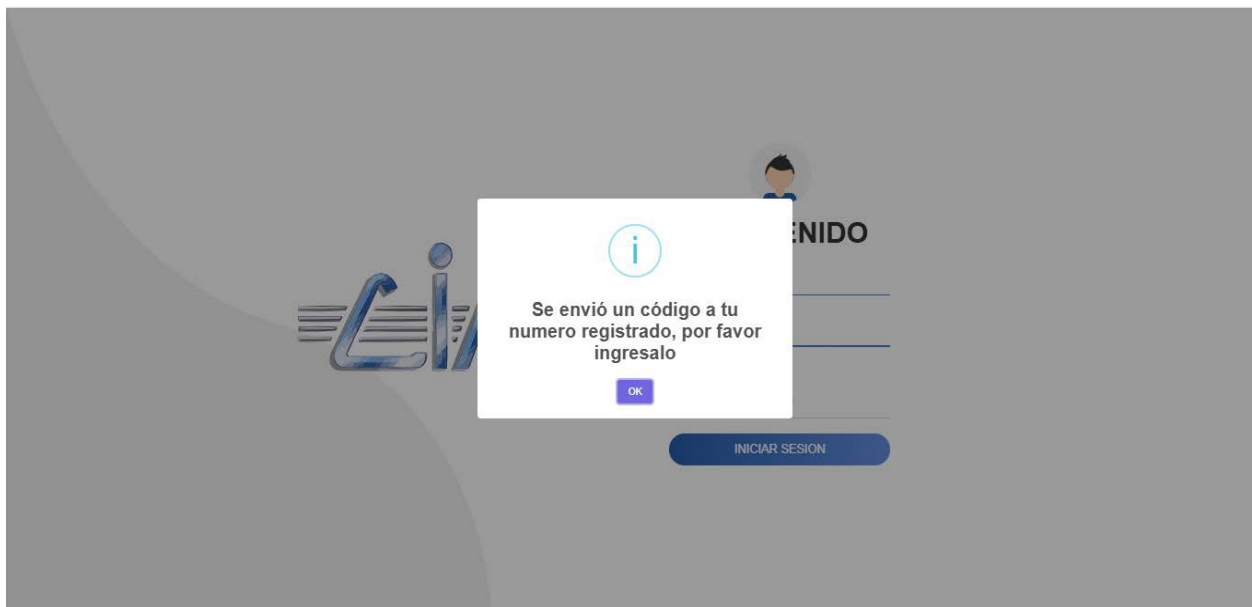 ENIDO
i
Se envió un código a tu
numero registrado, por favor
ingresalo
OK
INICIAR SESION